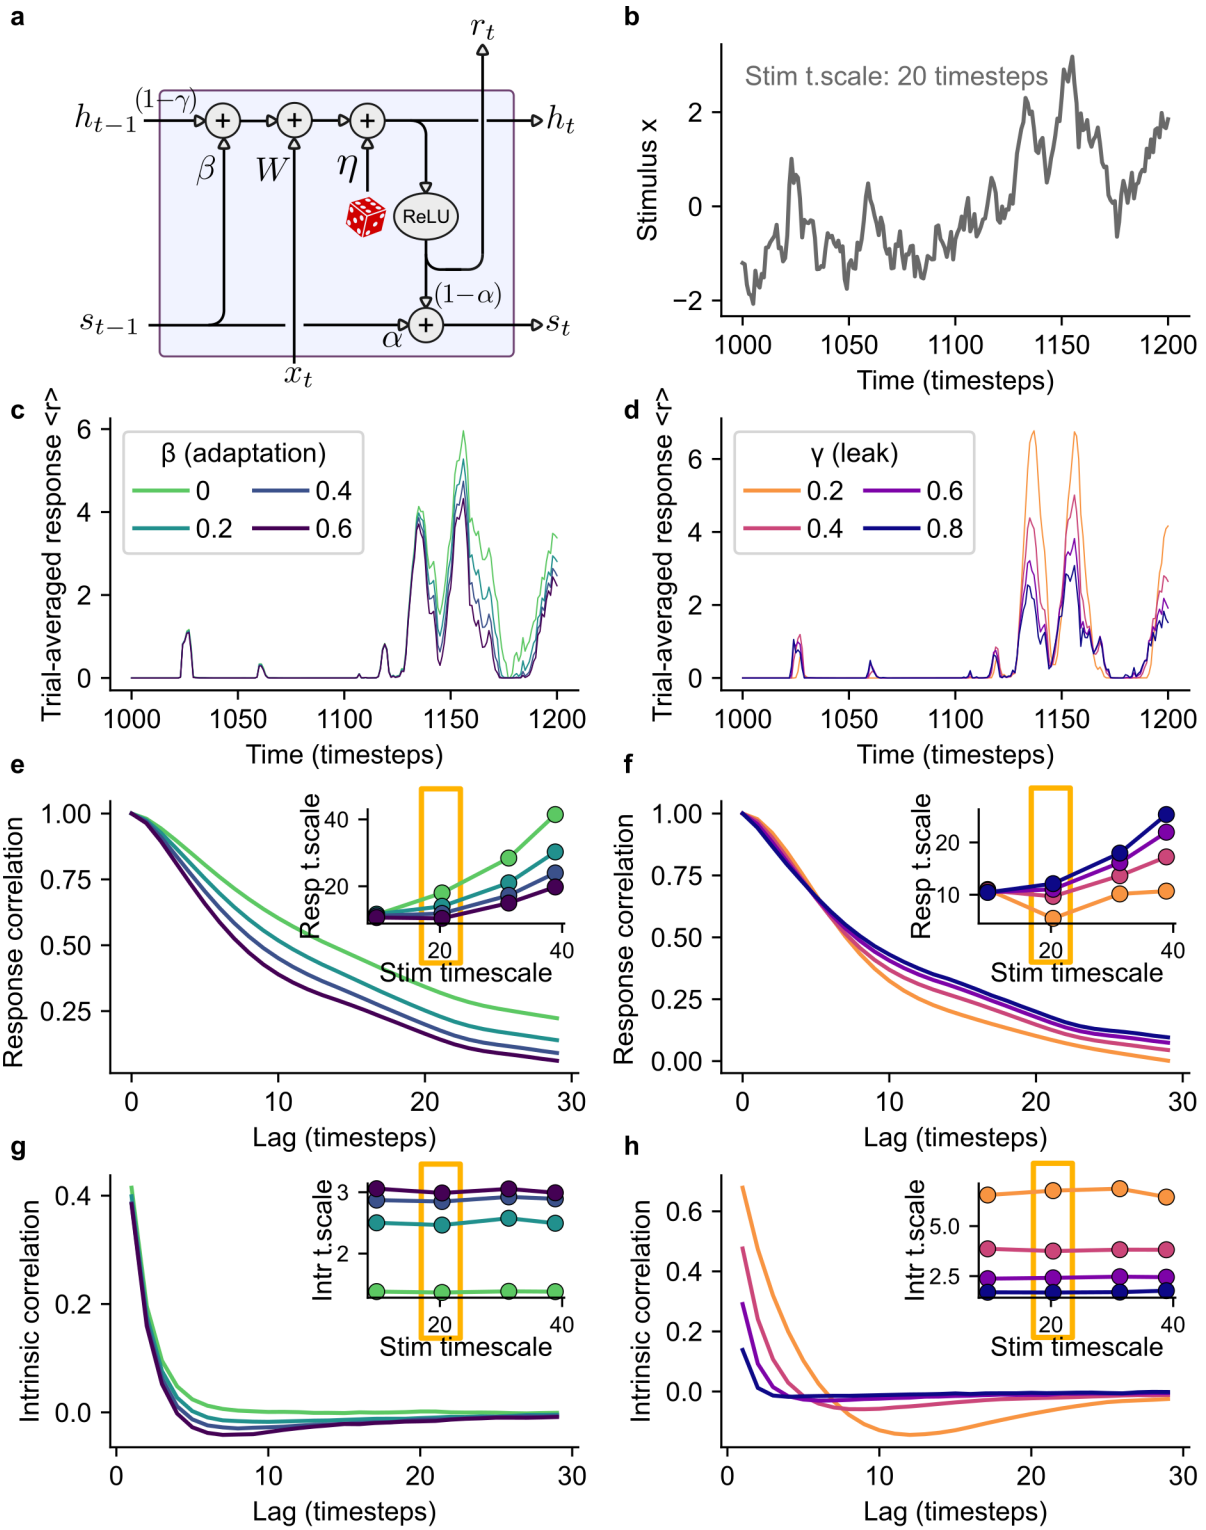 a
r_t
(1−γ)
h_{t−1}
+
+
+
h_t
β
W
η
ReLU
(1−α)
s_{t−1}
α
+
s_t
x_t
b
Stim t.scale: 20 timesteps
Stimulus x
2
0
−2
1000 1050 1100 1150 1200
Time (timesteps)
c
Trial-averaged response <r>
6
4
2
0
β (adaptation)
0 0.4
0.2 0.6
1000 1050 1100 1150 1200
Time (timesteps)
d
Trial-averaged response <r>
6
4
2
0
γ (leak)
0.2 0.6
0.4 0.8
1000 1050 1100 1150 1200
Time (timesteps)
e
Response correlation
1.00
0.75
0.50
0.25
0 10 20 30
Lag (timesteps)
Resp t.scale
40
20
20 40
Stim timescale
f
Response correlation
1.00
0.75
0.50
0.25
0.00
0 10 20 30
Lag (timesteps)
Resp t.scale
20
10
20 40
Stim timescale
g
Intrinsic correlation
0.4
0.2
0.0
0 10 20 30
Lag (timesteps)
Intr t.scale
3
2
20 40
Stim timescale
h
Intrinsic correlation
0.6
0.4
0.2
0.0
0 10 20 30
Lag (timesteps)
Intr t.scale
5.0
2.5
20 40
Stim timescale